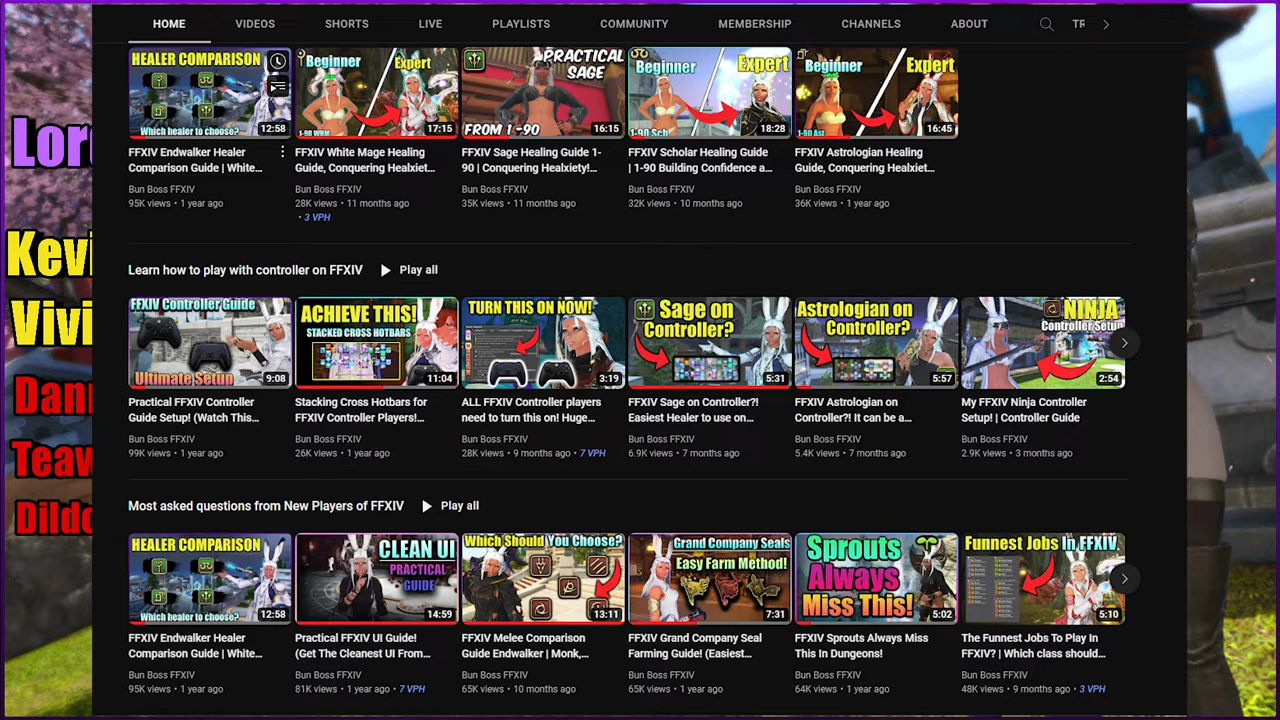 HOME VIDEOS SHORTS LIVE PLAYLISTS COMMUNITY MEMBERSHIP CHANNELS ABOUT TR
HEALER COMPARISON
Which healer to choose?
12:58
Beginner Expert
1-90 WHM
17:15
PRACTICAL
SAGE
FROM 1-90
16:15
Beginner Expert
1-90 Sch
18:28
Beginner Expert
1-90 Ast
16:45
FFXIV Endwalker Healer
Comparison Guide | White...
Bun Boss FFXIV
95K views • 1 year ago
FFXIV White Mage Healing
Guide, Conquering Healxiet...
Bun Boss FFXIV
28K views • 11 months ago
• 3 VPH
FFXIV Sage Healing Guide 1-
90 | Conquering Healxiety!...
Bun Boss FFXIV
35K views • 11 months ago
FFXIV Scholar Healing Guide
| 1-90 Building Confidence a...
Bun Boss FFXIV
32K views • 10 months ago
FFXIV Astrologian Healing
Guide, Conquering Healxiet...
Bun Boss FFXIV
36K views • 1 year ago
Lor
Kevi
Vivi
Dan
Teav
Dild
Learn how to play with controller on FFXIV Play all
FFXIV Controller Guide
Ultimate Setup
9:08
ACHIEVE THIS!
STACKED CROSS HOTBARS
11:04
TURN THIS ON NOW!
3:19
Sage on
Controller?
5:31
Astrologian on
Controller?
5:57
NINJA
Controller Setup
2:54
Practical FFXIV Controller
Guide Setup! (Watch This...
Bun Boss FFXIV
99K views • 1 year ago
Stacking Cross Hotbars for
FFXIV Controller Players!...
Bun Boss FFXIV
26K views • 1 year ago
ALL FFXIV Controller players
need to turn this on! Huge...
Bun Boss FFXIV
28K views • 9 months ago • 7 VPH
FFXIV Sage on Controller?!
Easiest Healer to use on...
Bun Boss FFXIV
6.9K views • 7 months ago
FFXIV Astrologian on
Controller?! It can be a...
Bun Boss FFXIV
5.4K views • 7 months ago
My FFXIV Ninja Controller
Setup! | Controller Guide
Bun Boss FFXIV
2.9K views • 3 months ago
Most asked questions from New Players of FFXIV Play all
HEALER COMPARISON
Which healer to choose?
12:58
CLEAN UI
PRACTICAL
GUIDE
14:59
Which Should You Choose?
13:11
Grand Company Seals
Easy Farm Method!
7:31
Sprouts
Always
Miss This!
5:02
Funnest Jobs In FFXIV
5:10
FFXIV Endwalker Healer
Comparison Guide | White...
Bun Boss FFXIV
95K views • 1 year ago
Practical FFXIV UI Guide!
(Get The Cleanest UI From...
Bun Boss FFXIV
81K views • 1 year ago • 7 VPH
FFXIV Melee Comparison
Guide Endwalker | Monk,...
Bun Boss FFXIV
65K views • 10 months ago
FFXIV Grand Company Seal
Farming Guide! (Easiest...
Bun Boss FFXIV
65K views • 1 year ago
FFXIV Sprouts Always Miss
This In Dungeons!
Bun Boss FFXIV
64K views • 1 year ago
The Funnest Jobs To Play In
FFXIV? | Which class should...
Bun Boss FFXIV
48K views • 9 months ago • 3 VPH